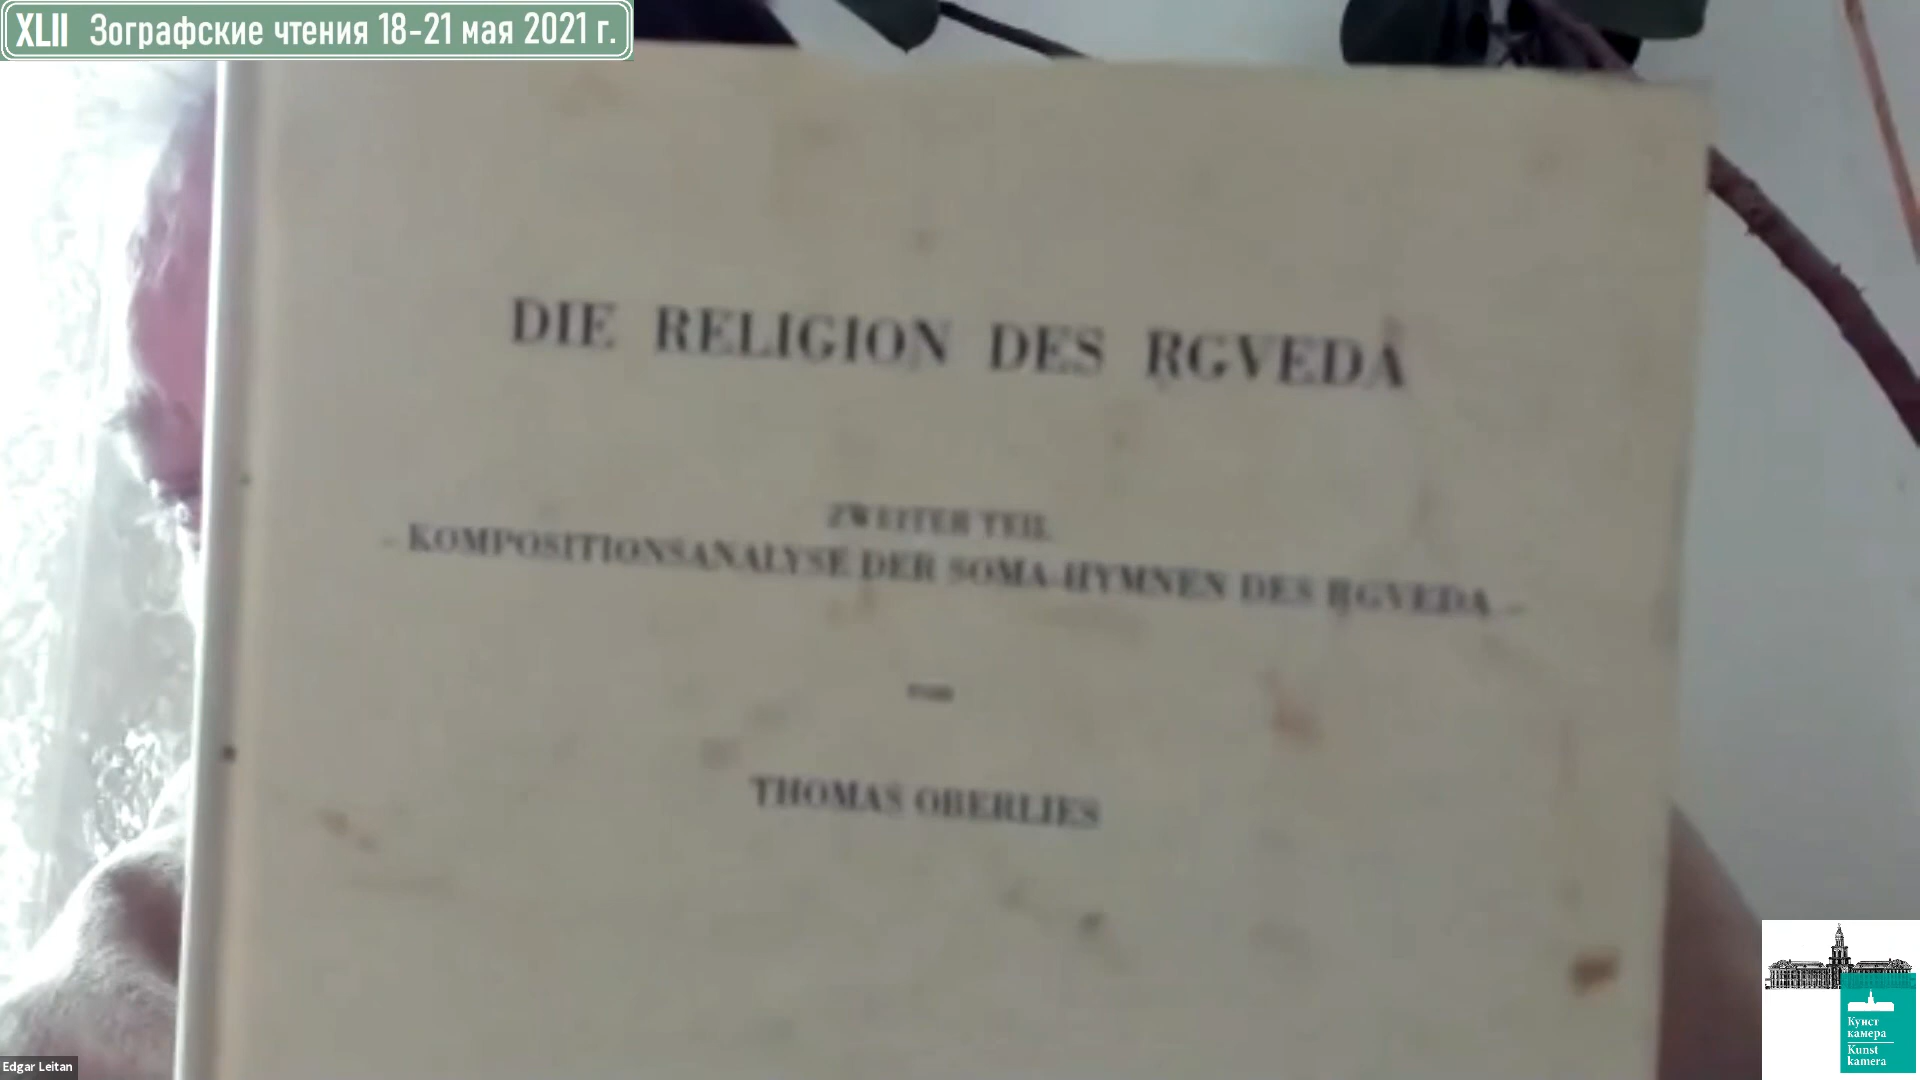 XLII Зографские чтения 18-21 мая 2021 г.
DIE RELIGION DES ṚGVEDA
ZWEITER TEIL
– KOMPOSITIONSANALYSE DER SOMA-HYMNEN DES ṚGVEDA –
von
THOMAS OBERLIES
Edgar Leitan
Кунст
камера
Kunst
kamera